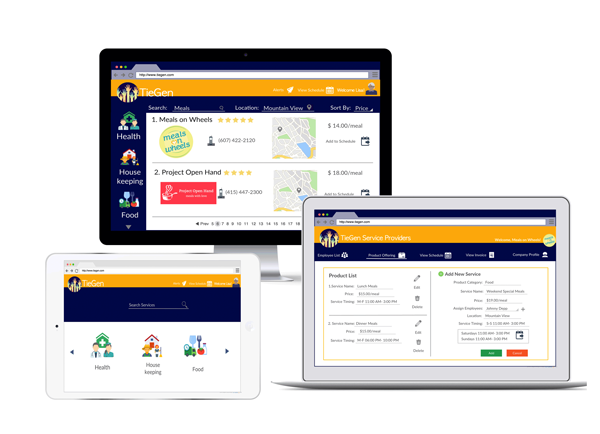 http://www.tiegen.com/
TieGen
Alerts
View Schedule
Welcome Lisa!
Search: Meals
Location: Mountain View
Sort By: Price
Health
House
keeping
Food
1. Meals on Wheels
meals
on
wheels
(607) 422-2120
$ 14.00/meal
Add to Schedule
2. Project Open Hand
Project Open Hand
(415) 447-2300
$ 18.00/meal
Add to Schedule
Prev 5 6 7 8 9 10 11 12 13 14 15 16 17 18
http://www.tiegen.com/
TieGen
Search Services
Health
House
keeping
Food
http://www.tiegen.com/
TieGen Service Providers
Welcome, Meals on Wheels!
Employee List
Product Offering
View Schedule
View Invoice
Company Profile
Product List
1.Service Name: Lunch Meals
Price: $15.00/meal
Service Timing: M-F 11:00 AM- 3:00 PM
Edit
Delete
2.Service Name: Dinner Meals
Price: $15.00/meal
Service Timing: M-F 06:00 PM- 10:00 PM
Edit
Delete
Add New Service
Product Category: Food
Service Name: Weekend Special Meals
Price: $19.00/meal
Assign Employees: Johnny Depp
Location: Mountain View
Service Timing: S-S 11:00 AM- 3:00 PM
Saturday: 11:00 AM- 3:00 PM
Sunday: 11:00 AM- 3:00 PM
Add
Cancel